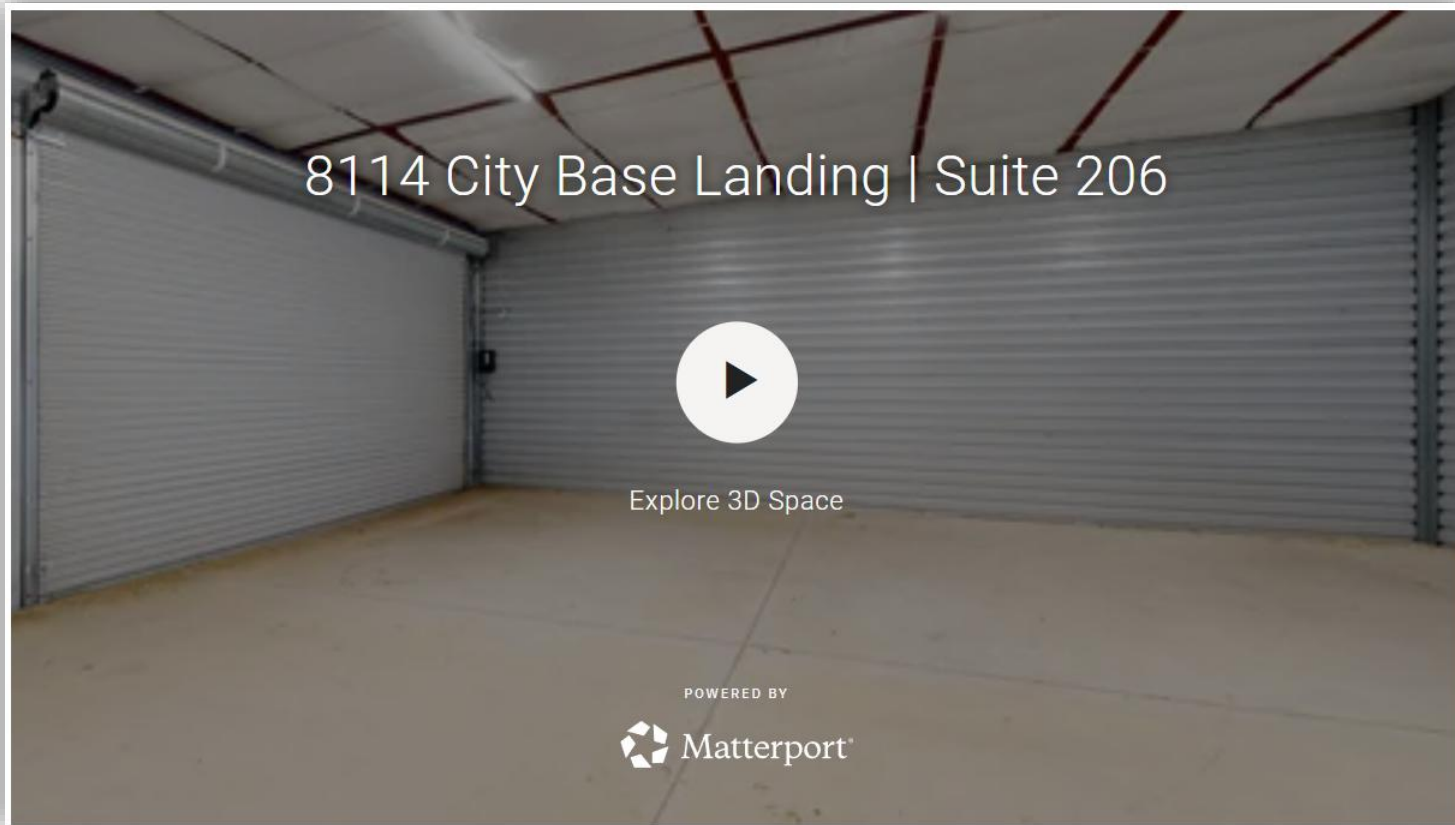 8114 City Base Landing | Suite 206
Explore 3D Space
POWERED BY
Matterport®